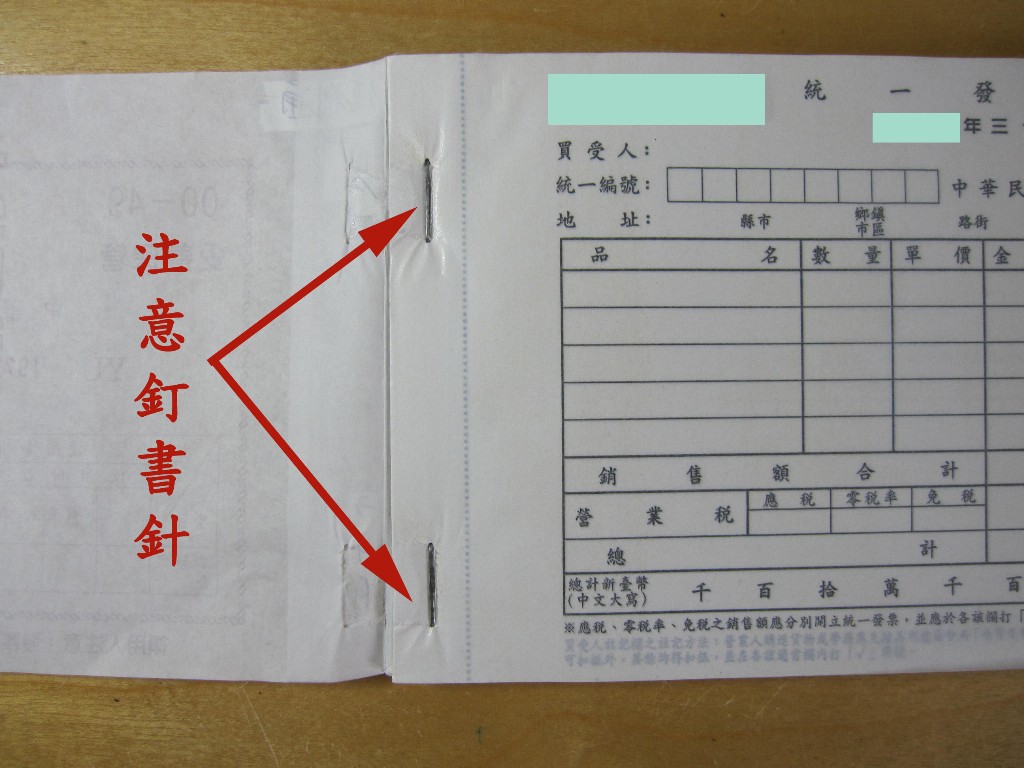 統一發
年三
買受人：
統一編號： 中華民
地址： 縣市 鄉鎮市區 路街
品名 數量 單價 金
銷售額合計
營業稅 應稅 零稅率 免稅
總計
總計新臺幣(中文大寫) 千百拾萬千百
※應稅、零稅率、免稅之銷售額應分別開立統一發票，並應於各該欄打「
注意釘書針
00-49